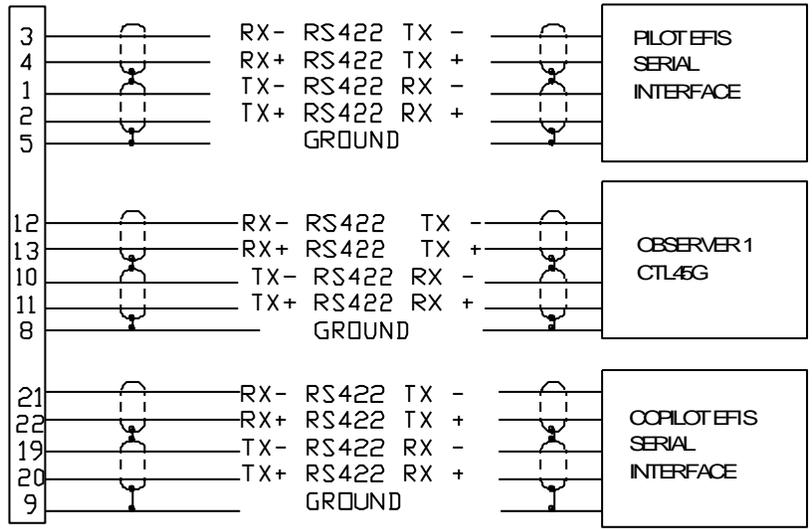 3 RX- RS422 TX -
4 RX+ RS422 TX +
1 TX- RS422 RX -
2 TX+ RS422 RX +
5 GROUND
PILOT EFIS
SERIAL
INTERFACE
12 RX- RS422 TX -
13 RX+ RS422 TX +
10 TX- RS422 RX -
11 TX+ RS422 RX +
8 GROUND
OBSERVER 1
CTL45G
21 RX- RS422 TX -
22 RX+ RS422 TX +
19 TX- RS422 RX -
20 TX+ RS422 RX +
9 GROUND
COPILOT EFIS
SERIAL
INTERFACE